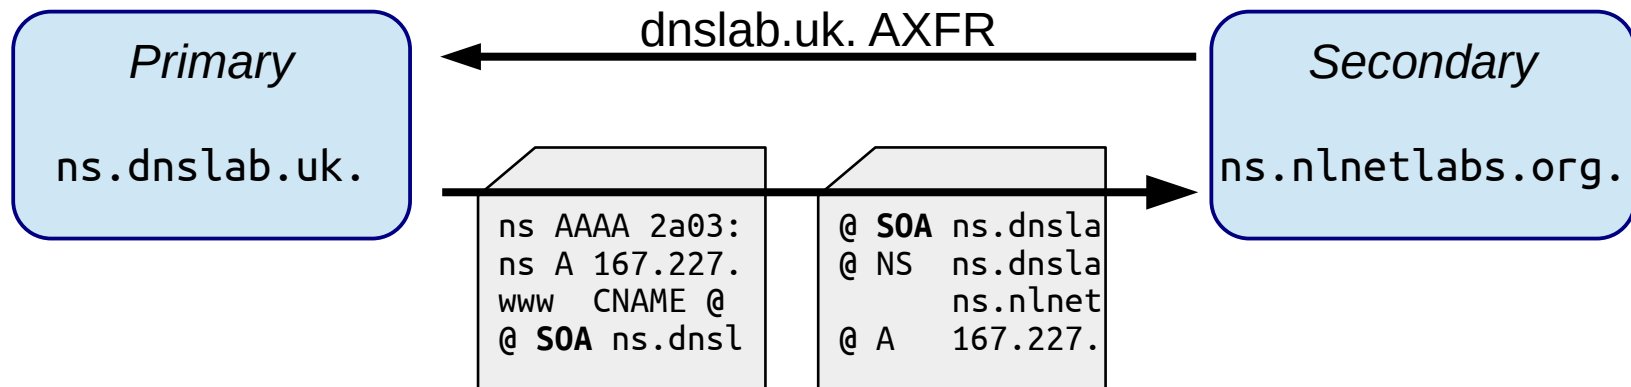 dnslab.uk. AXFR
Primary
ns.dnslab.uk.
Secondary
ns.nlnetlabs.org.
ns AAAA 2a03:
ns A 167.227.
www  CNAME @
@ SOA ns.dnsl
@ SOA ns.dnsla
@ NS  ns.dnsla
ns.nlnet
@ A   167.227.